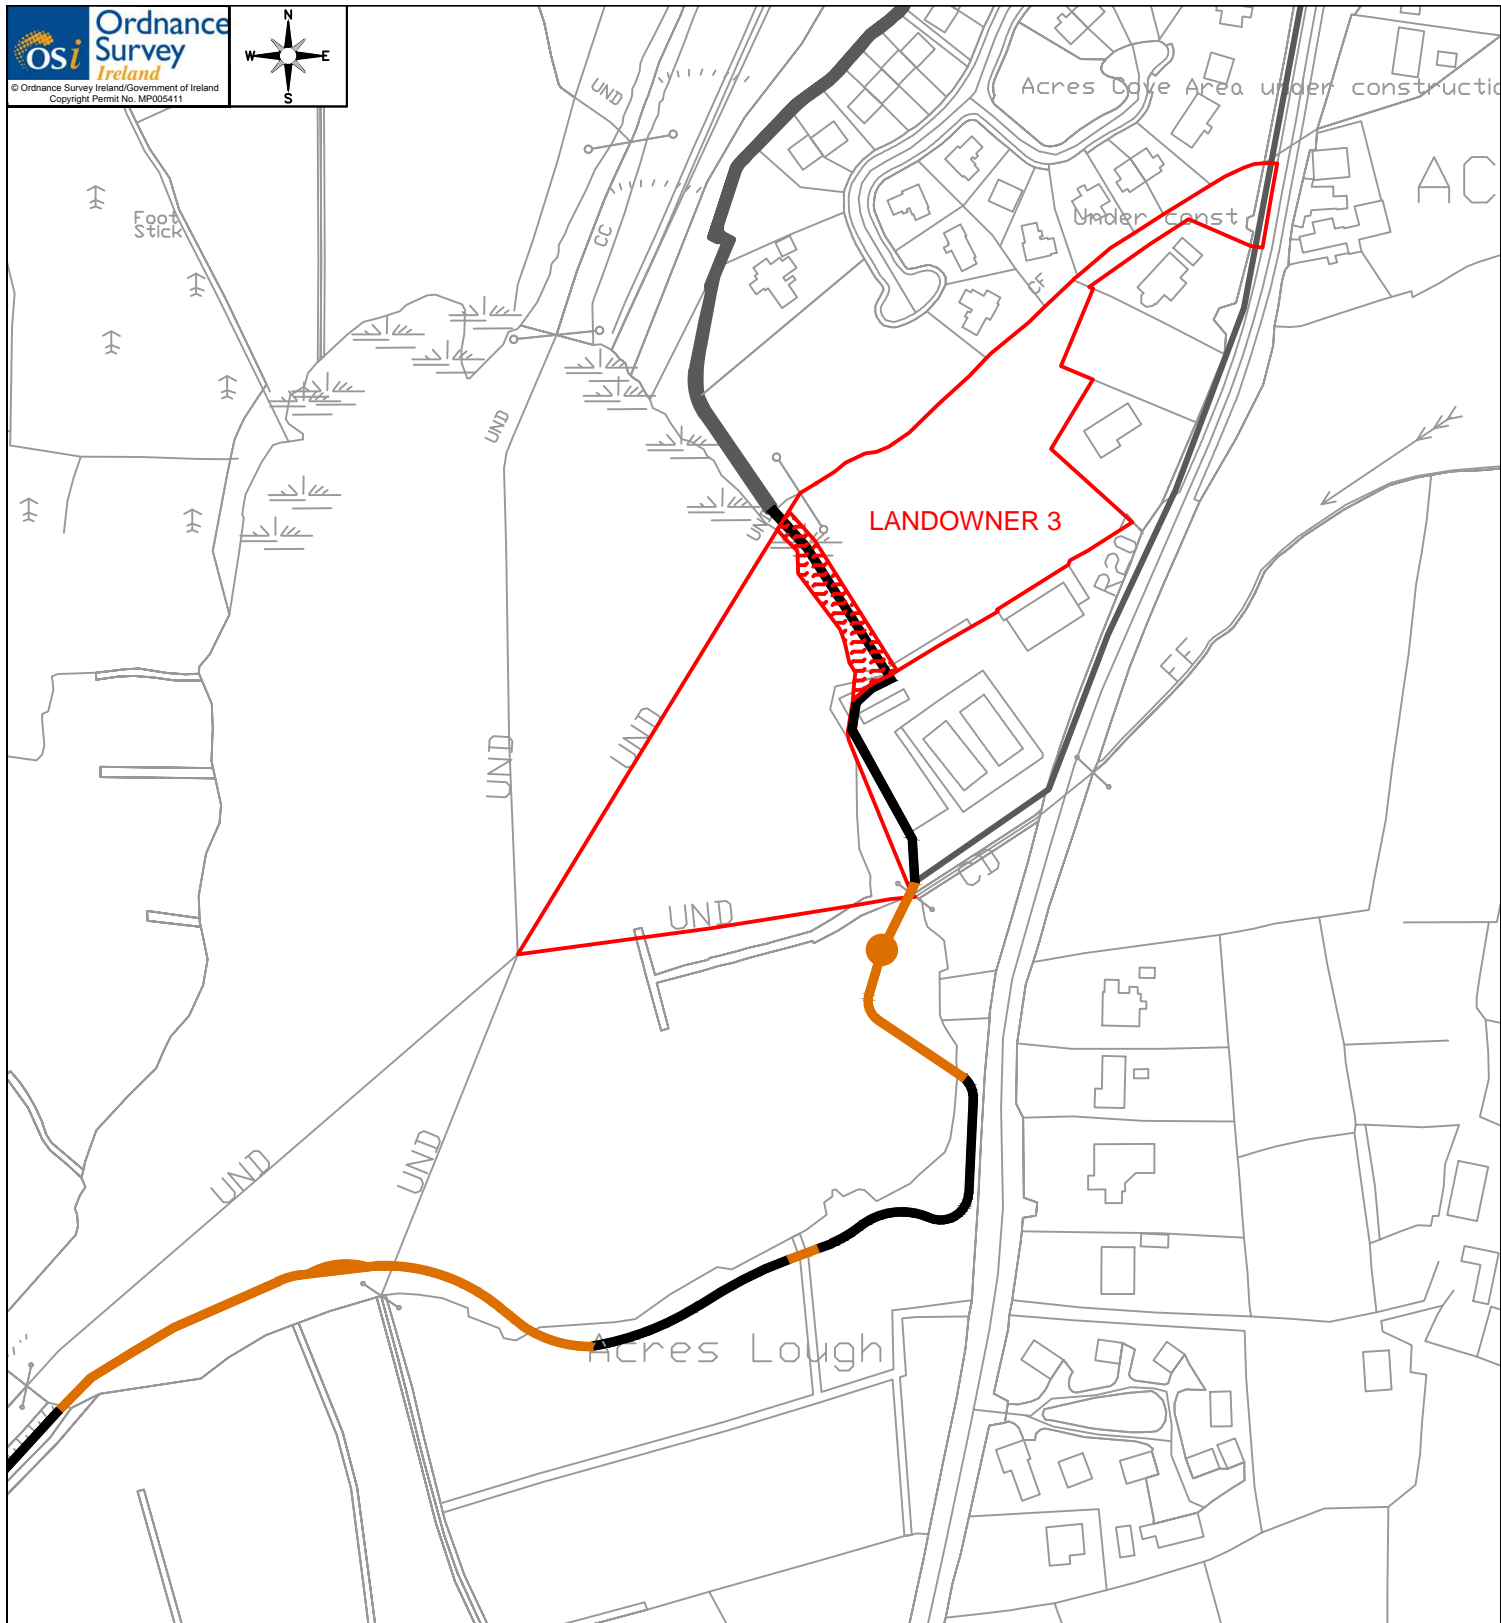 Ordnance
Survey
Ireland
osi
© Ordnance Survey Ireland/Government of Ireland
Copyright Permit No. MP005411
N
W E
S
UND
Acres Cove Area under constructio
AC
Foot
Stick
CC
Under const
CF
UND
LANDOWNER 3
UND
R20
FF
UND
UND
CD
UND
UND
UND
Acres Lough